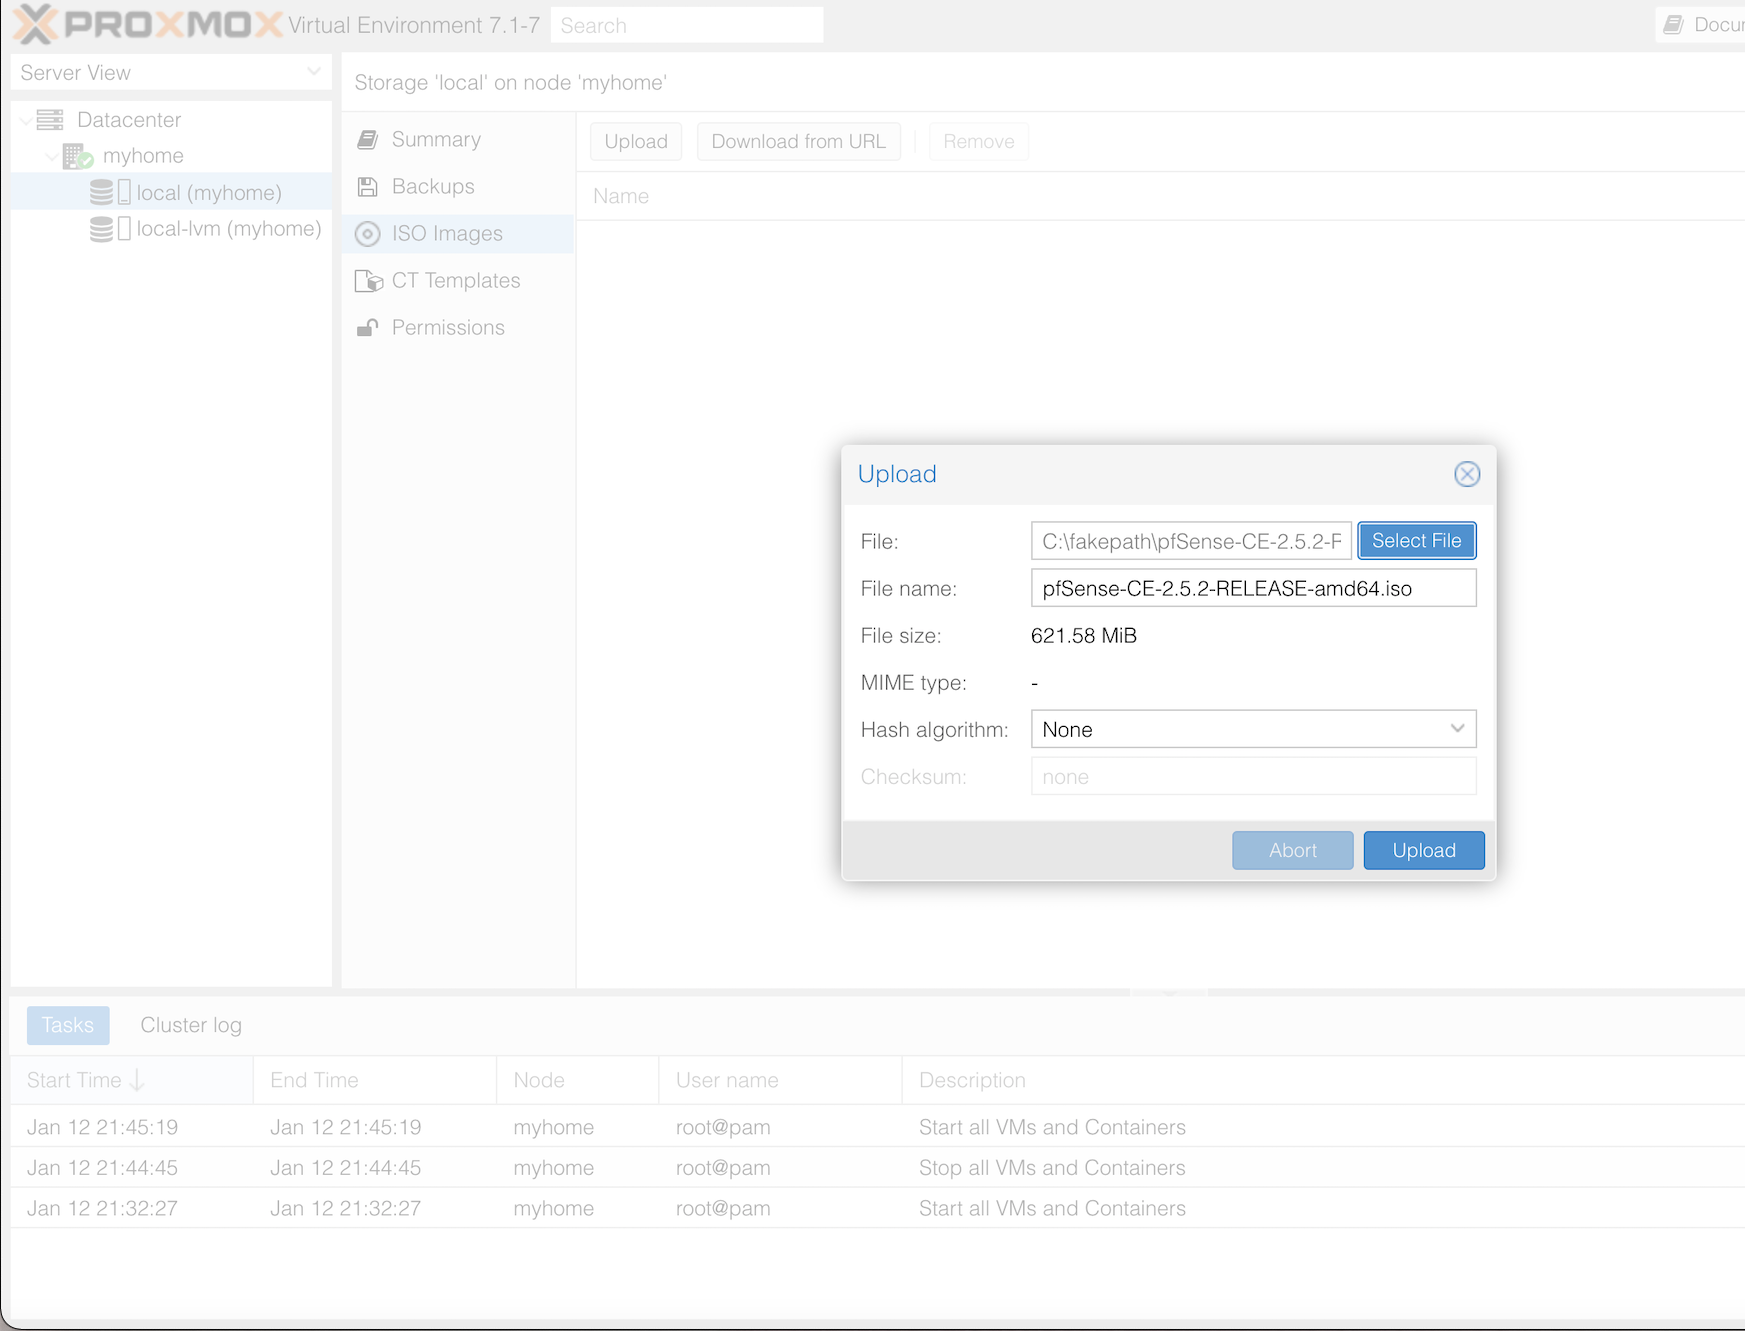 PROXMOX Virtual Environment 7.1-7 Search
Server View
Datacenter
myhome
local (myhome)
local-lvm (myhome)
Storage 'local' on node 'myhome'
Summary
Backups
ISO Images
CT Templates
Permissions
Upload Download from URL Remove
Name
Upload
File: C:\fakepath\pfSense-CE-2.5.2-R Select File
File name: pfSense-CE-2.5.2-RELEASE-amd64.iso
File size: 621.58 MiB
MIME type: -
Hash algorithm: None
Checksum: none
Abort Upload
Tasks Cluster log
Start Time End Time Node User name Description
Jan 12 21:45:19 Jan 12 21:45:19 myhome root@pam Start all VMs and Containers
Jan 12 21:44:45 Jan 12 21:44:45 myhome root@pam Stop all VMs and Containers
Jan 12 21:32:27 Jan 12 21:32:27 myhome root@pam Start all VMs and Containers